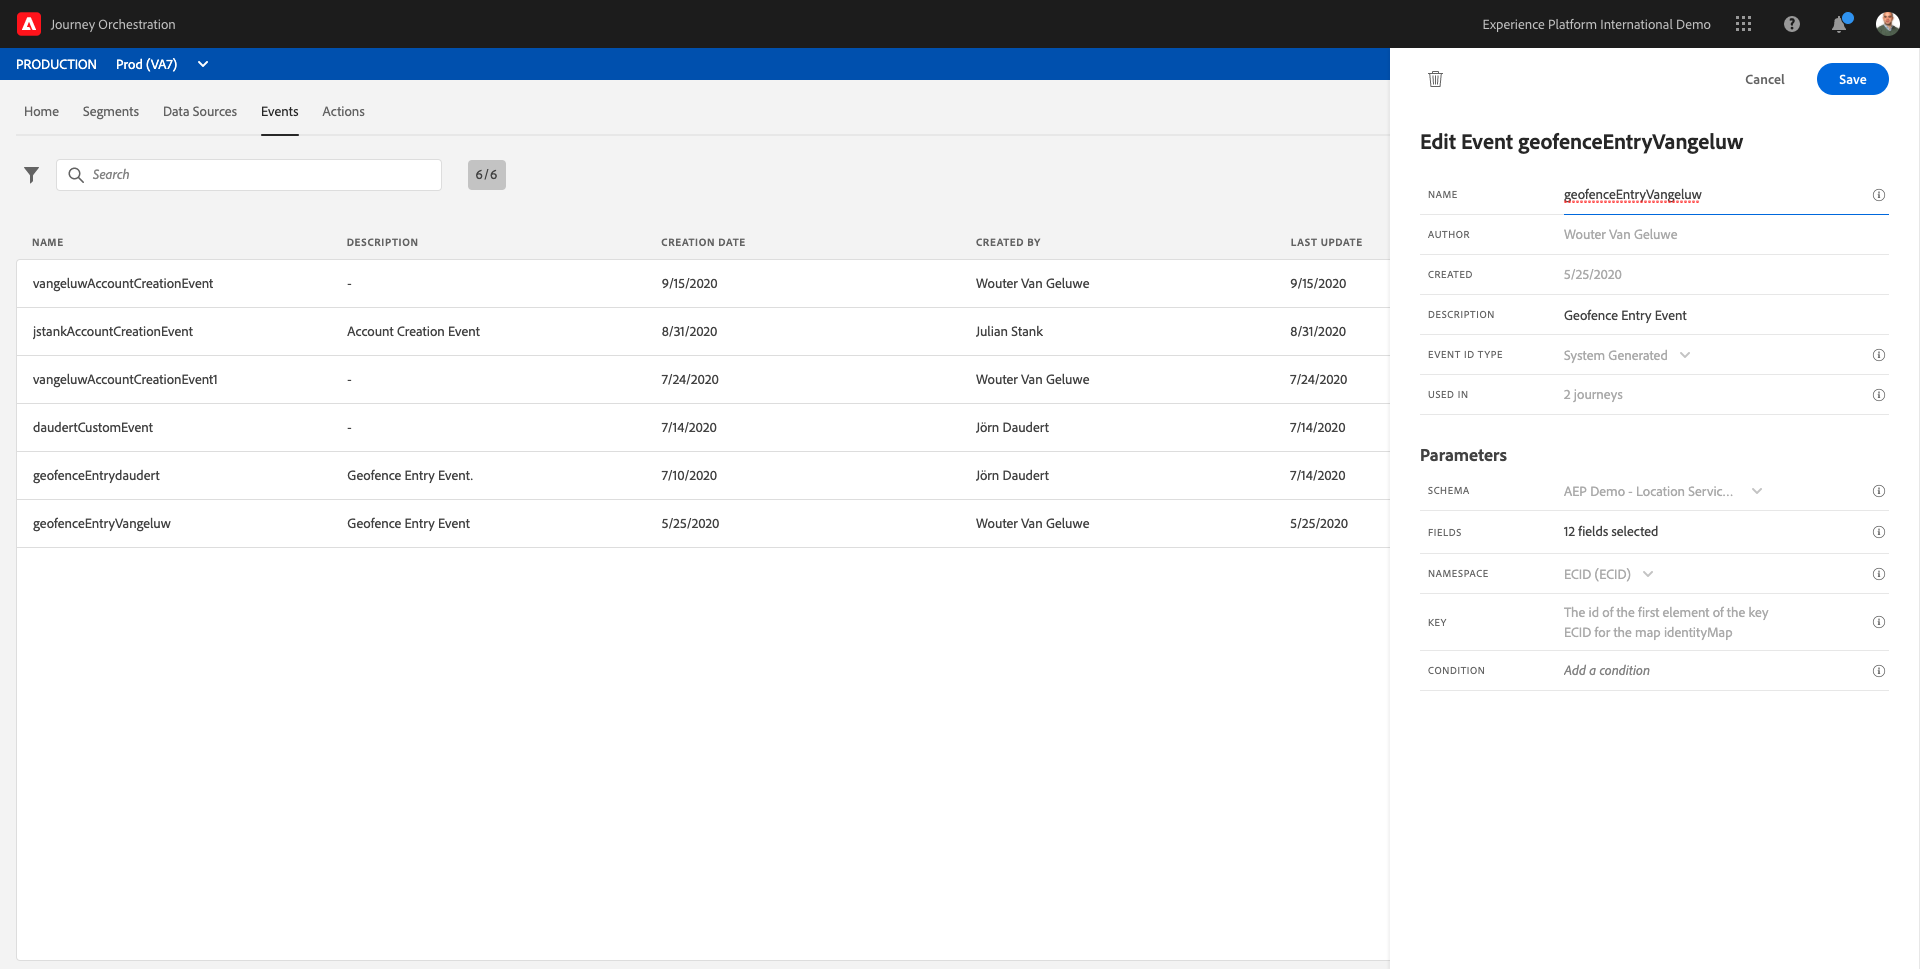 Journey Orchestration
Experience Platform International Demo
PRODUCTION Prod (VA7)
Cancel
Save
Home Segments Data Sources Events Actions
Search
6/6
NAME DESCRIPTION CREATION DATE CREATED BY LAST UPDATE
vangeluwAccountCreationEvent - 9/15/2020 Wouter Van Geluwe 9/15/2020
jstankAccountCreationEvent Account Creation Event 8/31/2020 Julian Stank 8/31/2020
vangeluwAccountCreationEvent1 - 7/24/2020 Wouter Van Geluwe 7/24/2020
daudertCustomEvent - 7/14/2020 Jörn Daudert 7/14/2020
geofenceEntrydaudert Geofence Entry Event. 7/10/2020 Jörn Daudert 7/14/2020
geofenceEntryVangeluw Geofence Entry Event 5/25/2020 Wouter Van Geluwe 5/25/2020
Edit Event geofenceEntryVangeluw
NAME geofenceEntryVangeluw
AUTHOR Wouter Van Geluwe
CREATED 5/25/2020
DESCRIPTION Geofence Entry Event
EVENT ID TYPE System Generated
USED IN 2 journeys
Parameters
SCHEMA AEP Demo - Location Servic...
FIELDS 12 fields selected
NAMESPACE ECID (ECID)
KEY The id of the first element of the key
ECID for the map identityMap
CONDITION Add a condition